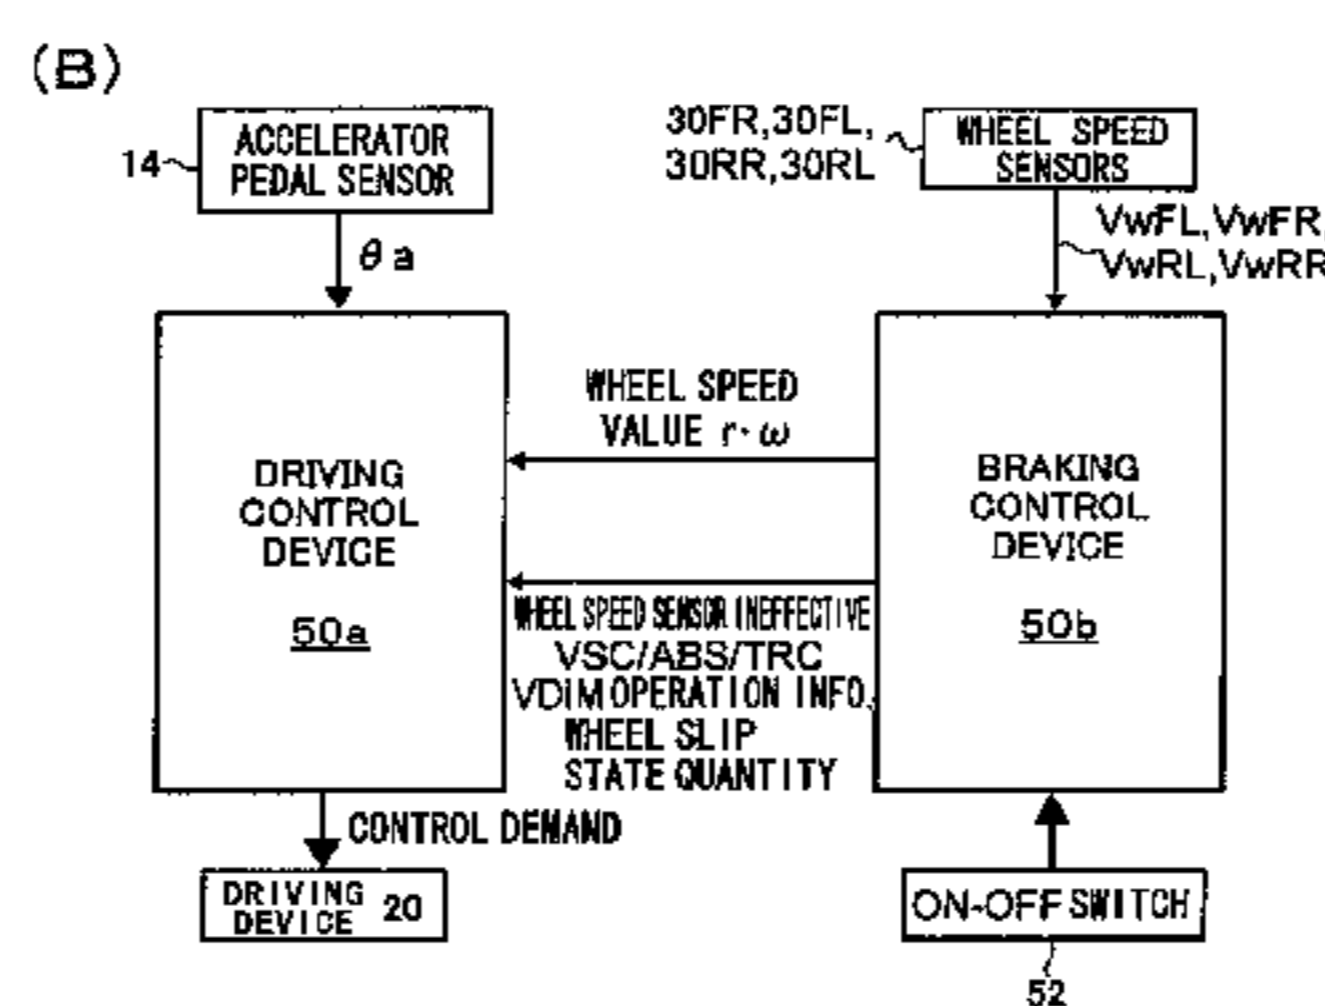 (B)
ACCELERATOR
PEDAL SENSOR
14
θa
30FR,30FL,
30RR,30RL
WHEEL SPEED
SENSORS
VwFL,VwFR,
VwRL,VwRR
WHEEL SPEED
VALUE r·ω
DRIVING
CONTROL
DEVICE
50a
BRAKING
CONTROL
DEVICE
50b
WHEEL SPEED SENSOR INEFFECTIVE
VSC/ABS/TRC
VDIM OPERATION INFO.
WHEEL SLIP
STATE QUANTITY
CONTROL DEMAND
DRIVING
DEVICE 20
ON-OFF SWITCH
52